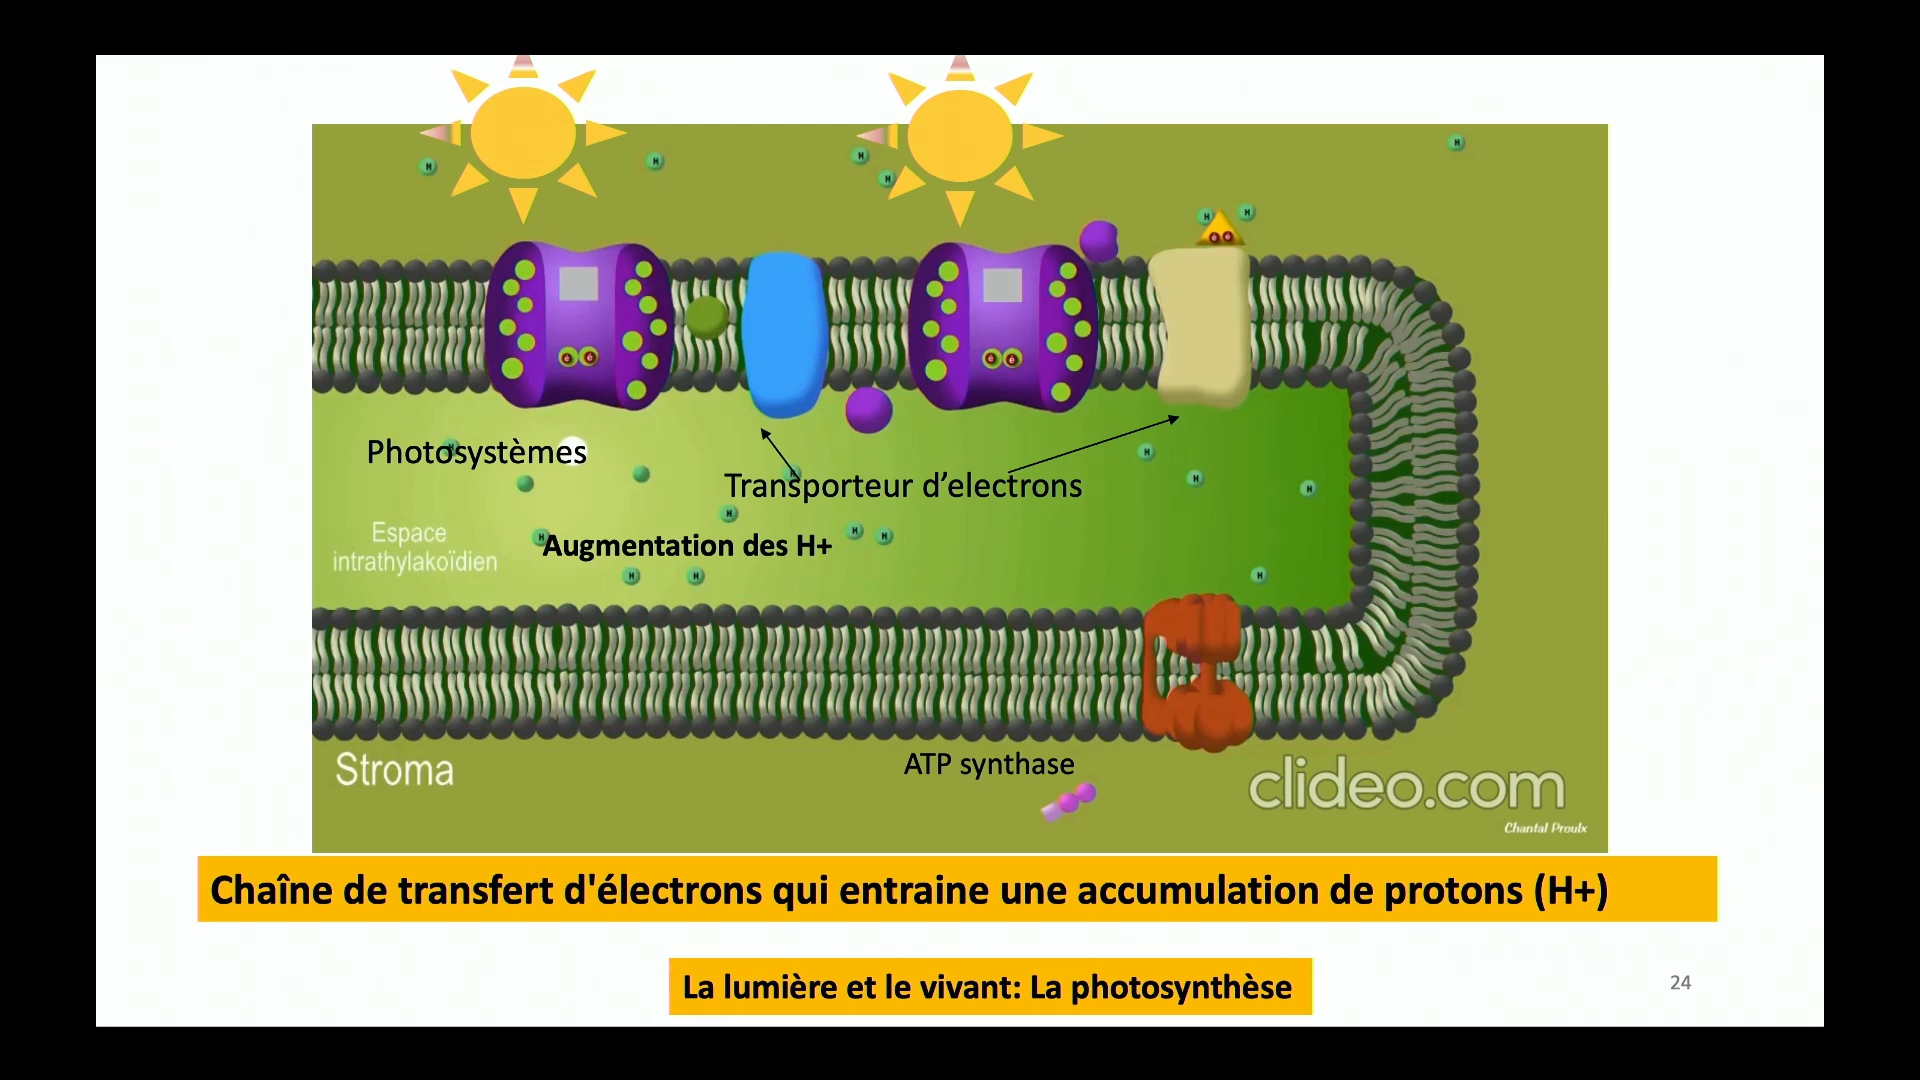 Photosystèmes
Transporteur d’electrons
Espace
intrathylakoïdien
Augmentation des H+
Stroma
ATP synthase
clideo.com
Chantal Proulx
Chaîne de transfert d'électrons qui entraine une accumulation de protons (H+)
La lumière et le vivant: La photosynthèse
24